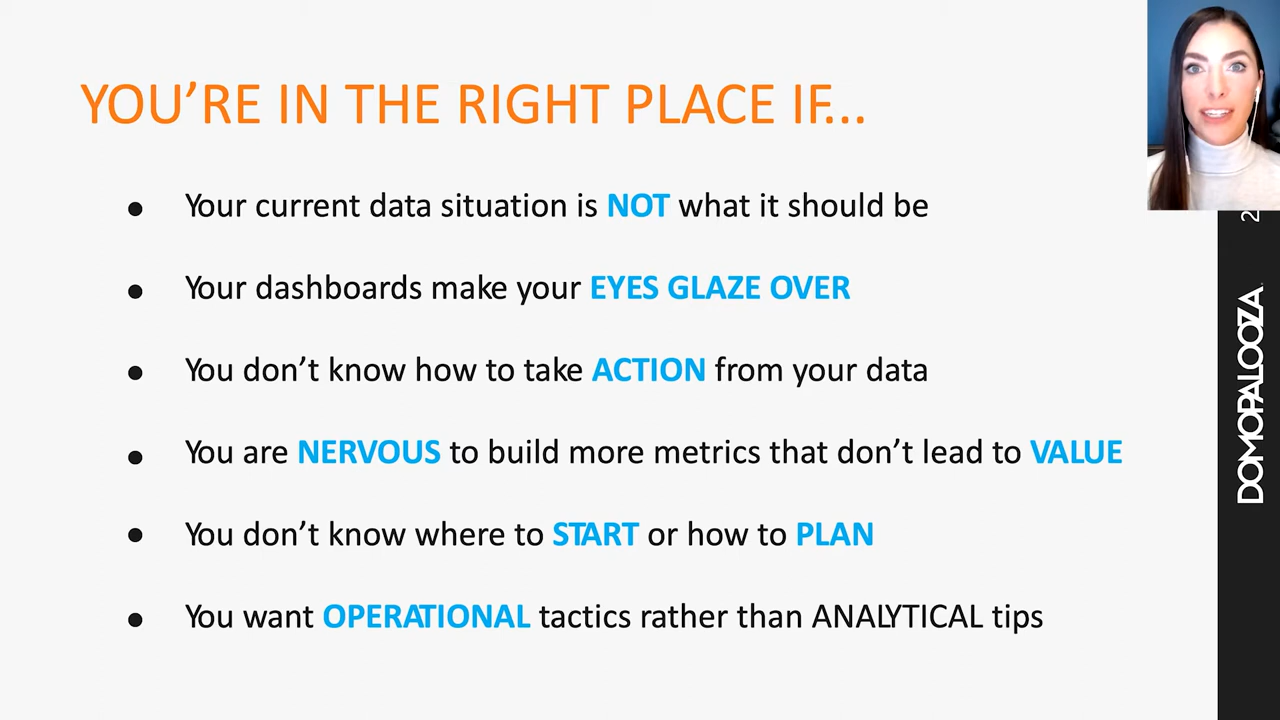 YOU’RE IN THE RIGHT PLACE IF...
● Your current data situation is NOT what it should be
● Your dashboards make your EYES GLAZE OVER
● You don’t know how to take ACTION from your data
● You are NERVOUS to build more metrics that don’t lead to VALUE
● You don’t know where to START or how to PLAN
● You want OPERATIONAL tactics rather than ANALYTICAL tips
DOMOPALOOZA 2